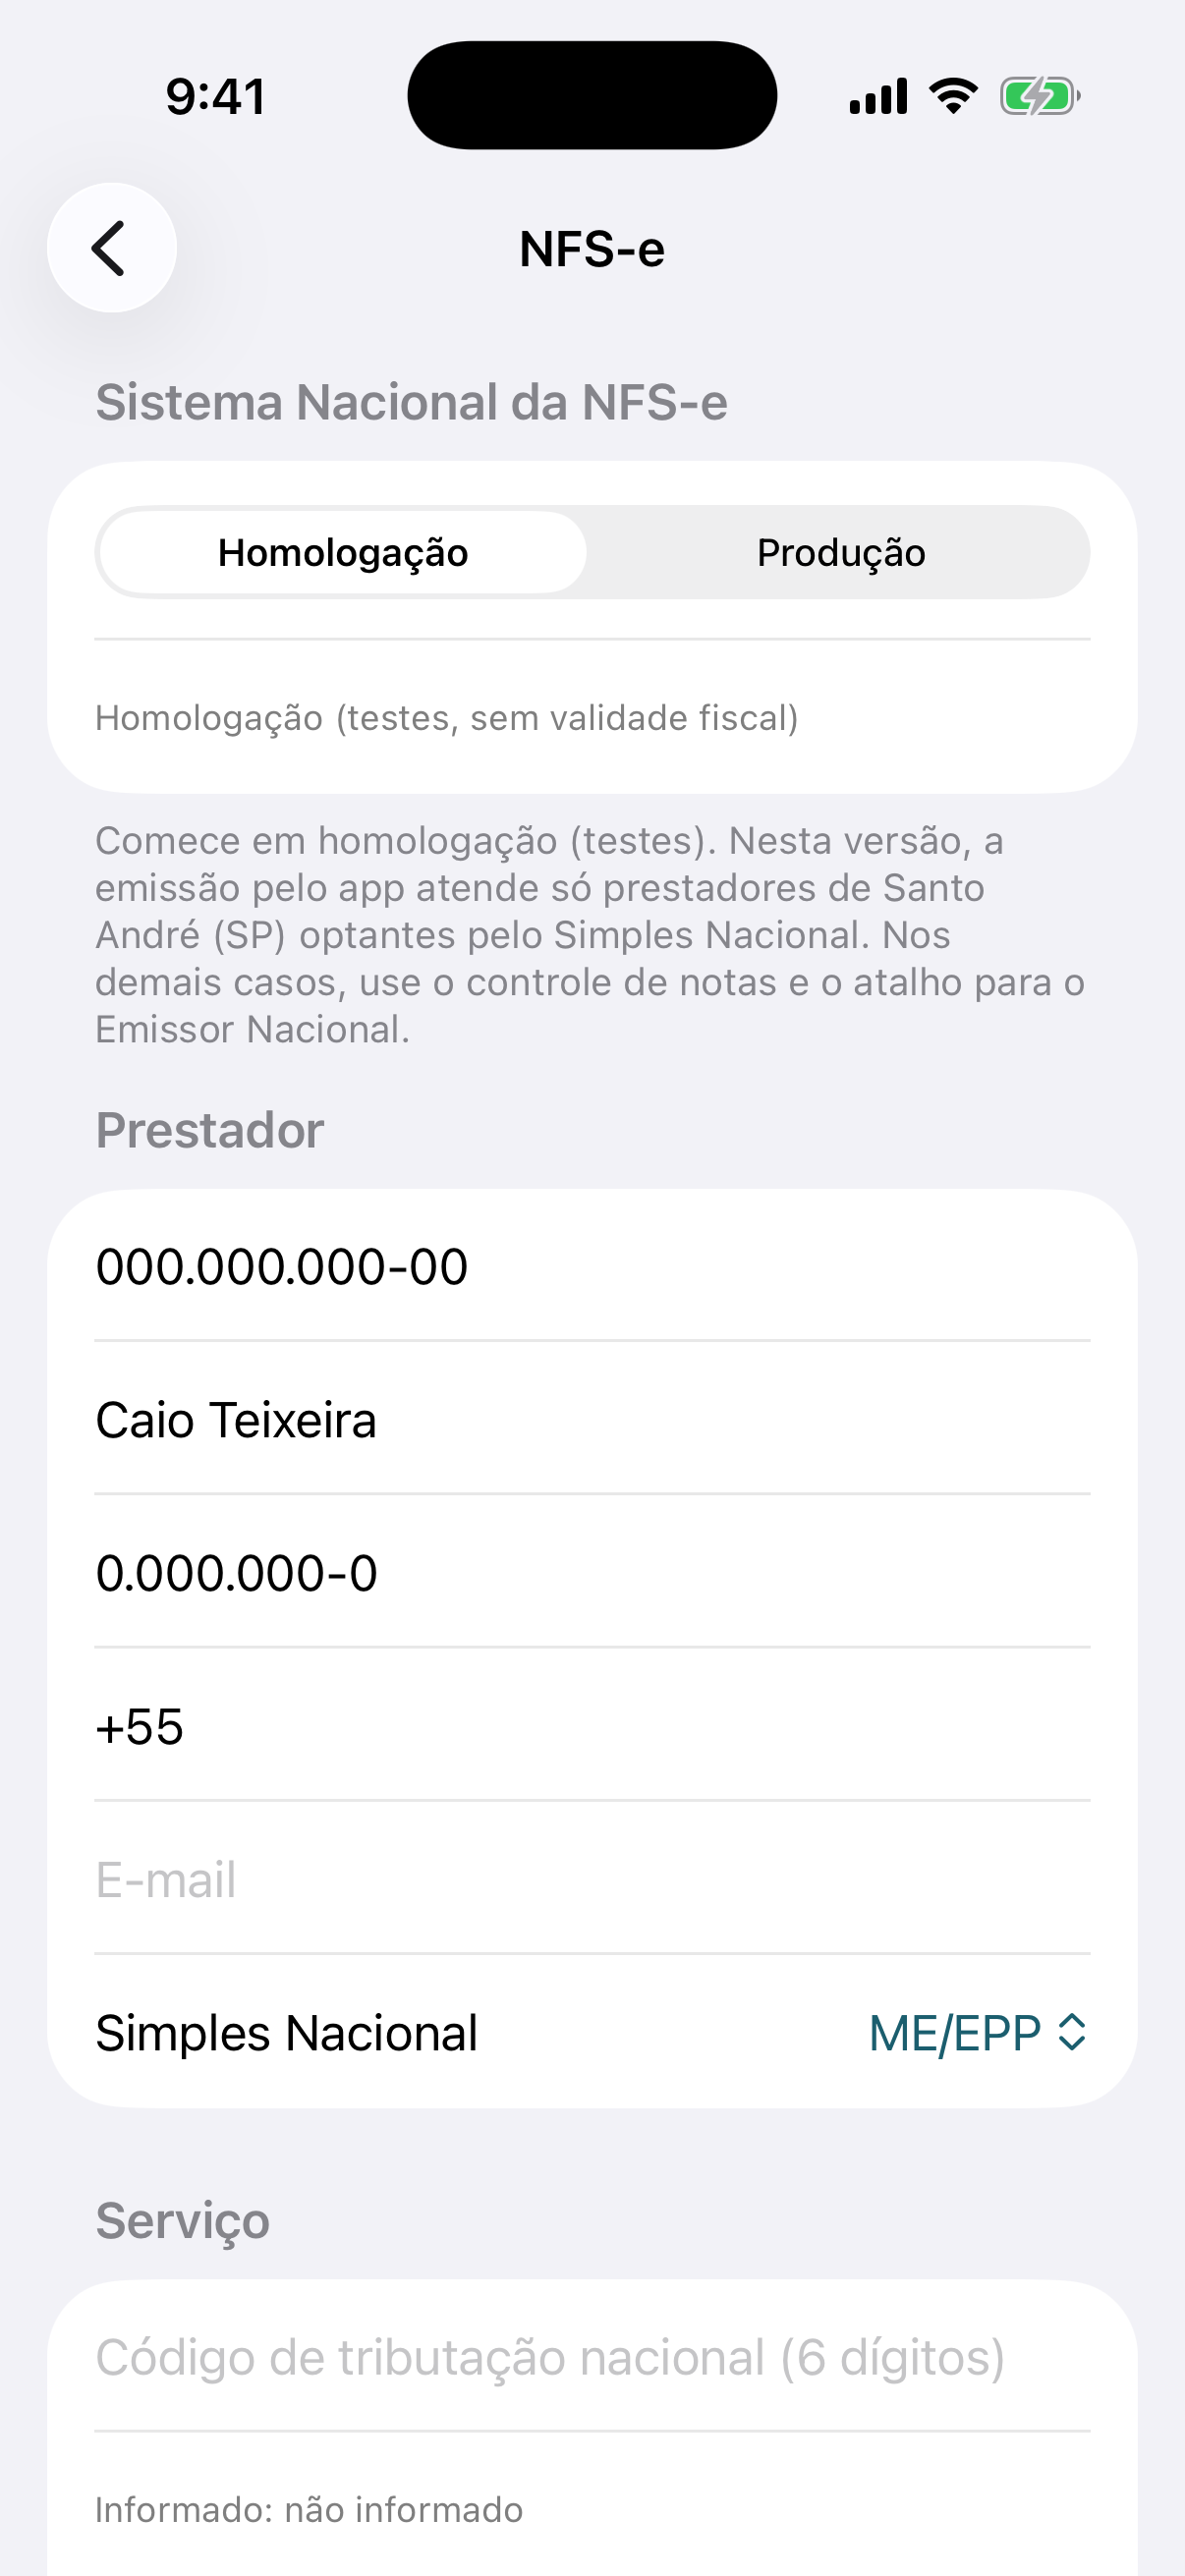 9:41
NFS-e
Sistema Nacional da NFS-e
Homologação
Produção
Homologação (testes, sem validade fiscal)
Comece em homologação (testes). Nesta versão, a
emissão pelo app atende só prestadores de Santo
André (SP) optantes pelo Simples Nacional. Nos
demais casos, use o controle de notas e o atalho para o
Emissor Nacional.
Prestador
000.000.000-00
Caio Teixeira
0.000.000-0
+55
E-mail
Simples Nacional ME/EPP
Serviço
Código de tributação nacional (6 dígitos)
Informado: não informado